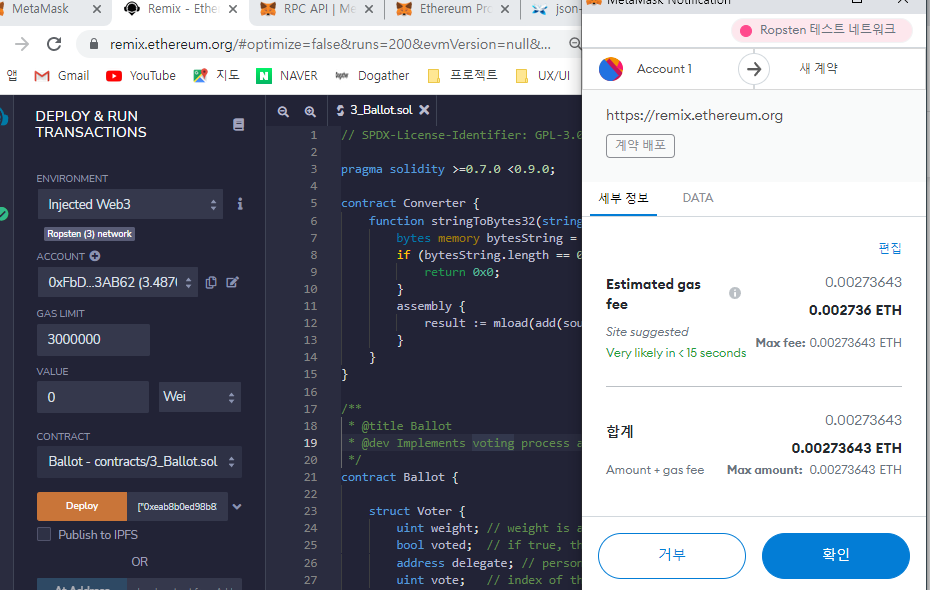 MetaMask
Remix - Ethe
RPC API | Me
Ethereum Pro
json-
remix.ethereum.org/#optimize=false&runs=200&evmVersion=null&...
앱
Gmail
YouTube
지도
NAVER
Dogather
프로젝트
UX/UI
DEPLOY & RUN
TRANSACTIONS
ENVIRONMENT
Injected Web3
Ropsten (3) network
ACCOUNT
0xFbD...3AB62 (3.4870
GAS LIMIT
3000000
VALUE
0
Wei
CONTRACT
Ballot - contracts/3_Ballot.sol
Deploy
["0xeab8b0ed98b8
Publish to IPFS
OR
At Address
3_Ballot.sol
1 // SPDX-License-Identifier: GPL-3.0
2
3 pragma solidity >=0.7.0 <0.9.0;
4
5 contract Converter {
6 function stringToBytes32(string
7 bytes memory bytesString =
8 if (bytesString.length == 0
9 return 0x0;
10 }
11 assembly {
12 result := mload(add(sou
13 }
14 }
15 }
16
17 /**
18 * @title Ballot
19 * @dev Implements voting process a
20 */
21 contract Ballot {
22
23 struct Voter {
24 uint weight; // weight is a
25 bool voted; // if true, th
26 address delegate; // person
27 uint vote; // index of th
MetaMask Notification
Ropsten 테스트 네트워크
Account 1
새 계약
https://remix.ethereum.org
계약 배포
세부 정보
DATA
편집
Estimated gas
fee
0.00273643
0.002736 ETH
Site suggested
Very likely in < 15 seconds
Max fee: 0.00273643 ETH
합계
0.00273643
0.00273643 ETH
Amount + gas fee
Max amount: 0.00273643 ETH
거부
확인